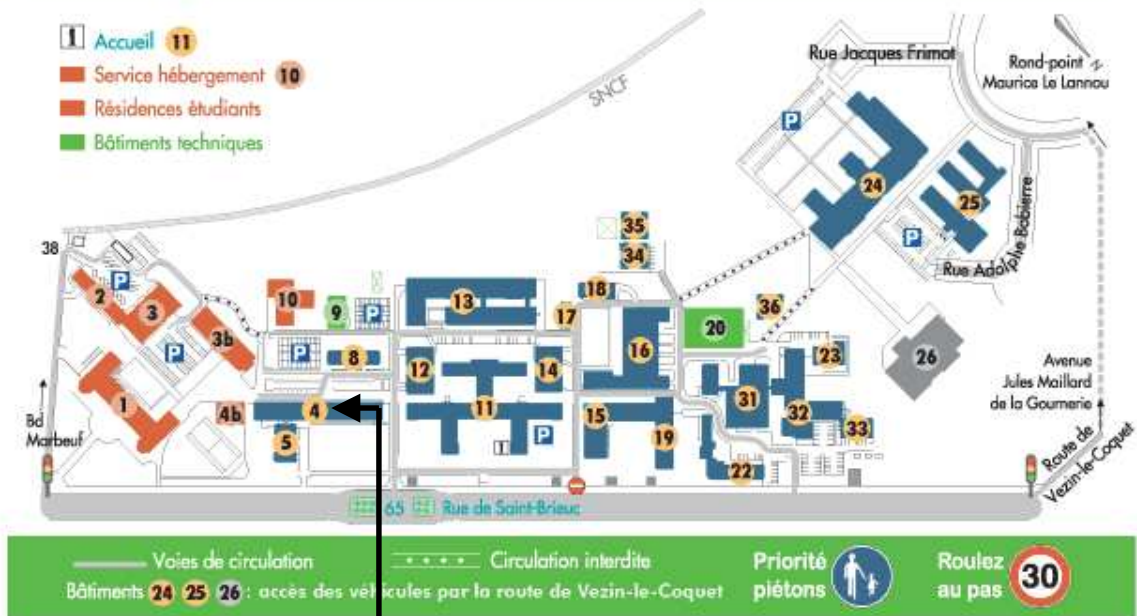 i Accueil 11
Service hébergement 10
Résidences étudiants
Bâtiments techniques
SNCF
Rue Jacques Frimot
N
Rond-point
Maurice Le Lannou
P
24
25
P
Rue Adolphe Bobierre
38
2
P
3
3b
P
1
4b
Bd
Marbeuf
10
9
P
P
8
4
5
13
12
14
11
P
i
35
34
18
17
16
15
19
20
36
23
31
32
33
22
26
Avenue
Jules Maillard
de la Gournerie
Route de
Vezin-le-Coquet
65 Rue de Saint-Brieuc
Voies de circulation
Circulation interdite
Bâtiments 24 25 26 : accès des véhicules par la route de Vezin-le-Coquet
Priorité
piétons
Roulez
au pas
30